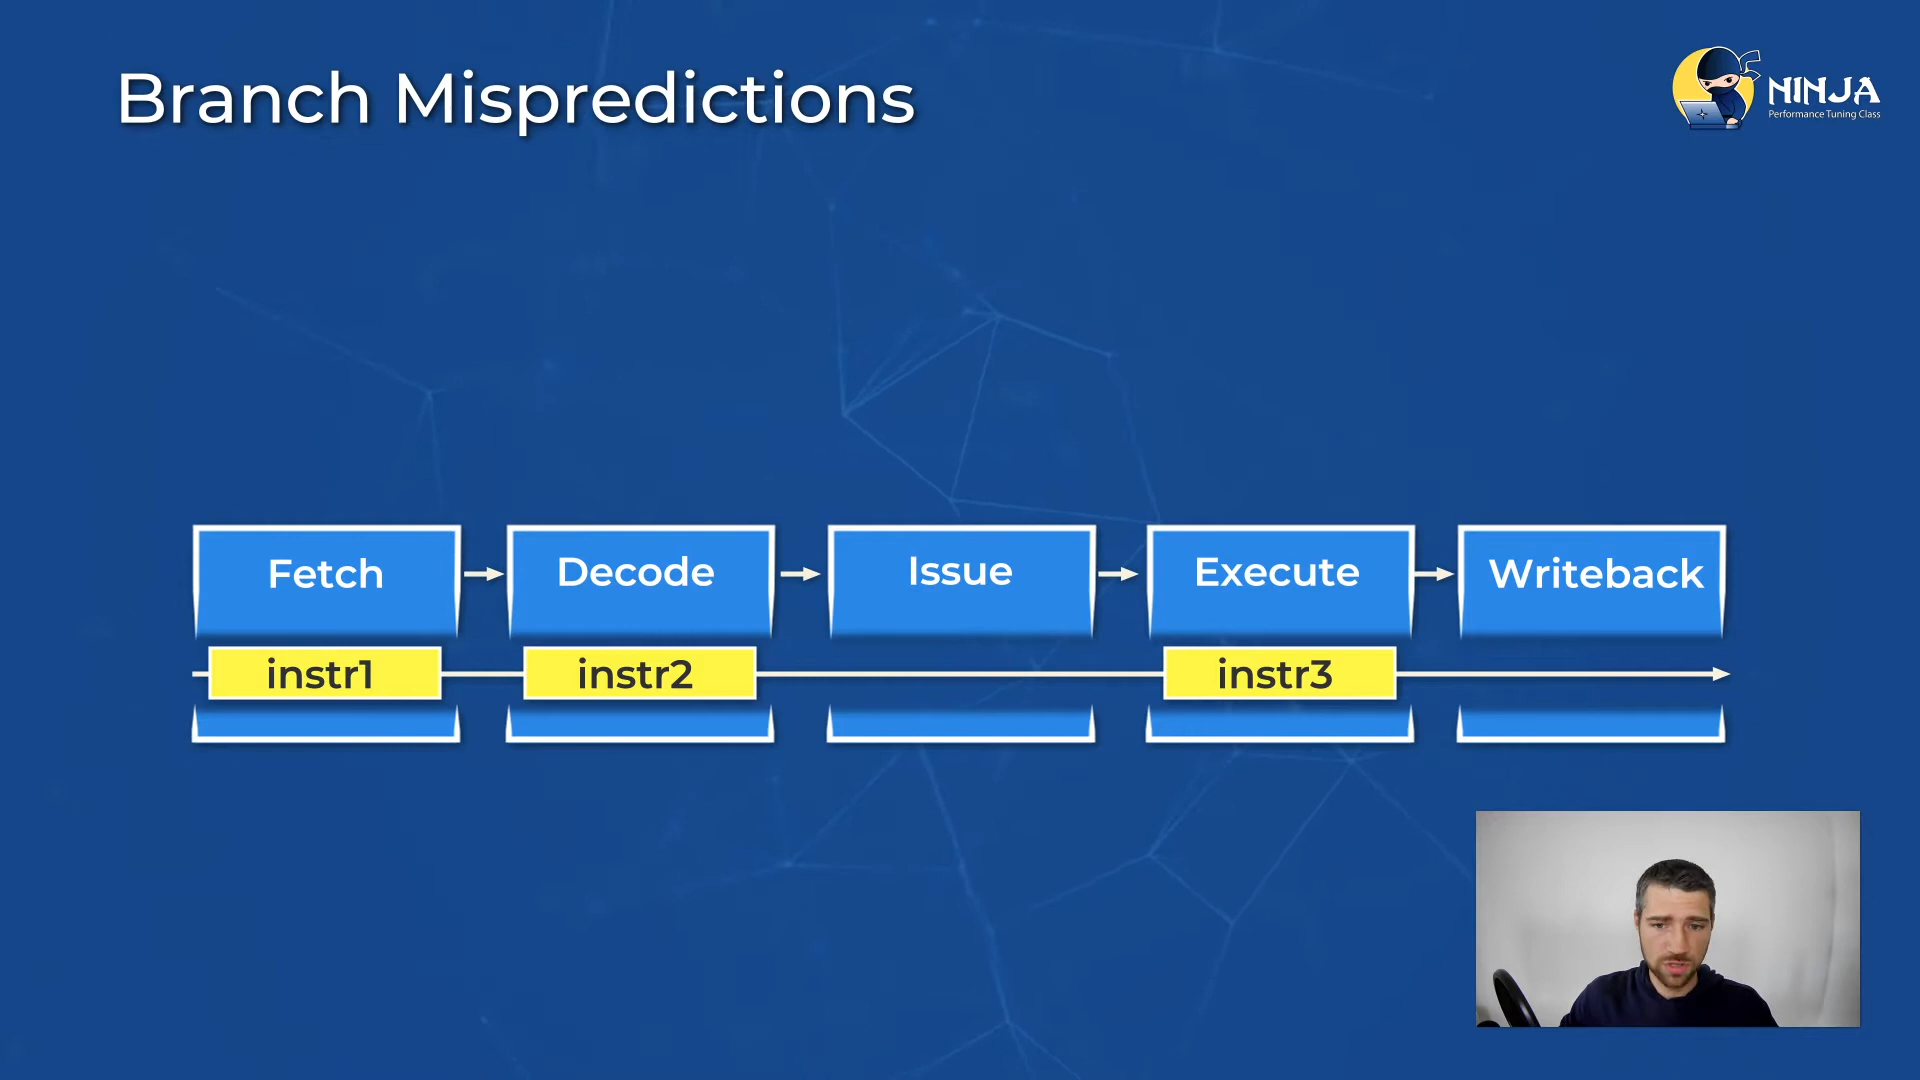 Branch Mispredictions
NINJA
Performance Tuning Class
Fetch
Decode
Issue
Execute
Writeback
instr1
instr2
instr3